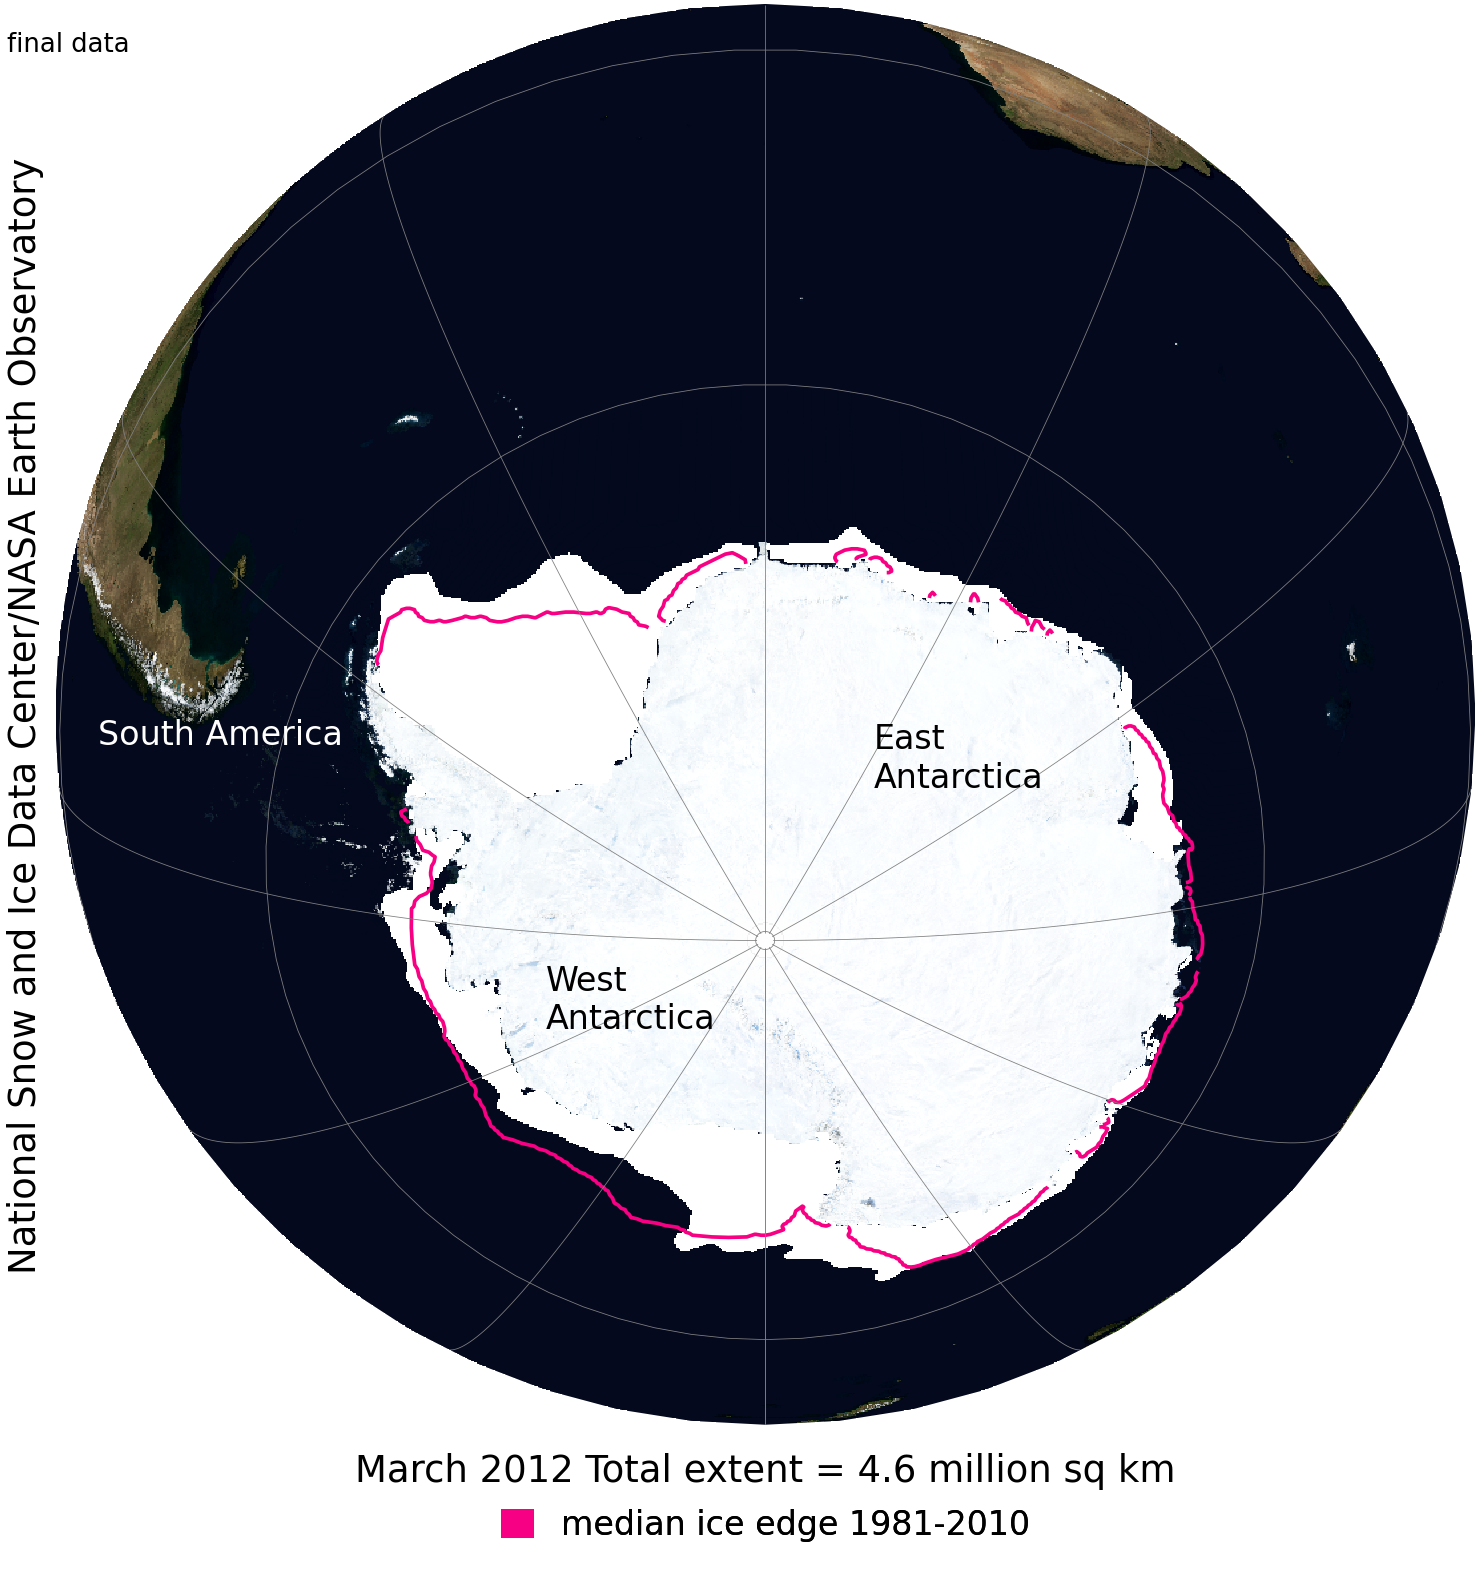 final data
National Snow and Ice Data Center/NASA Earth Observatory
South America
East
Antarctica
West
Antarctica
March 2012 Total extent = 4.6 million sq km
median ice edge 1981-2010